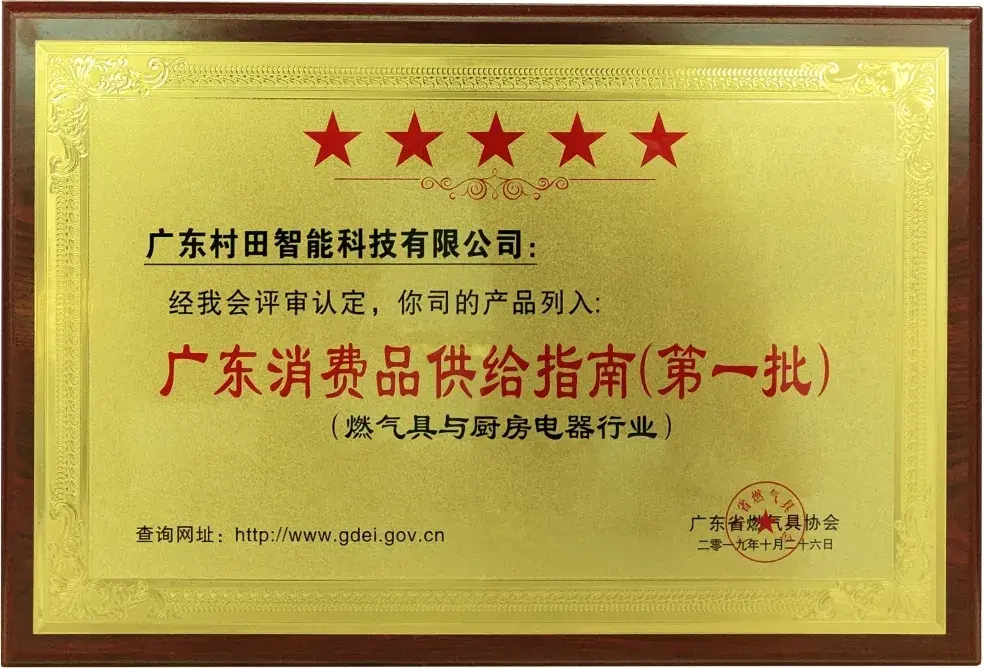 广东村田智能科技有限公司:
经我会评审认定，你司的产品列入:
广东消费品供给指南(第一批)
(燃气具与厨房电器行业)
查询网址：http://www.gdei.gov.cn
广东省燃气具协会
二零一九年十月二十六日
省燃气具